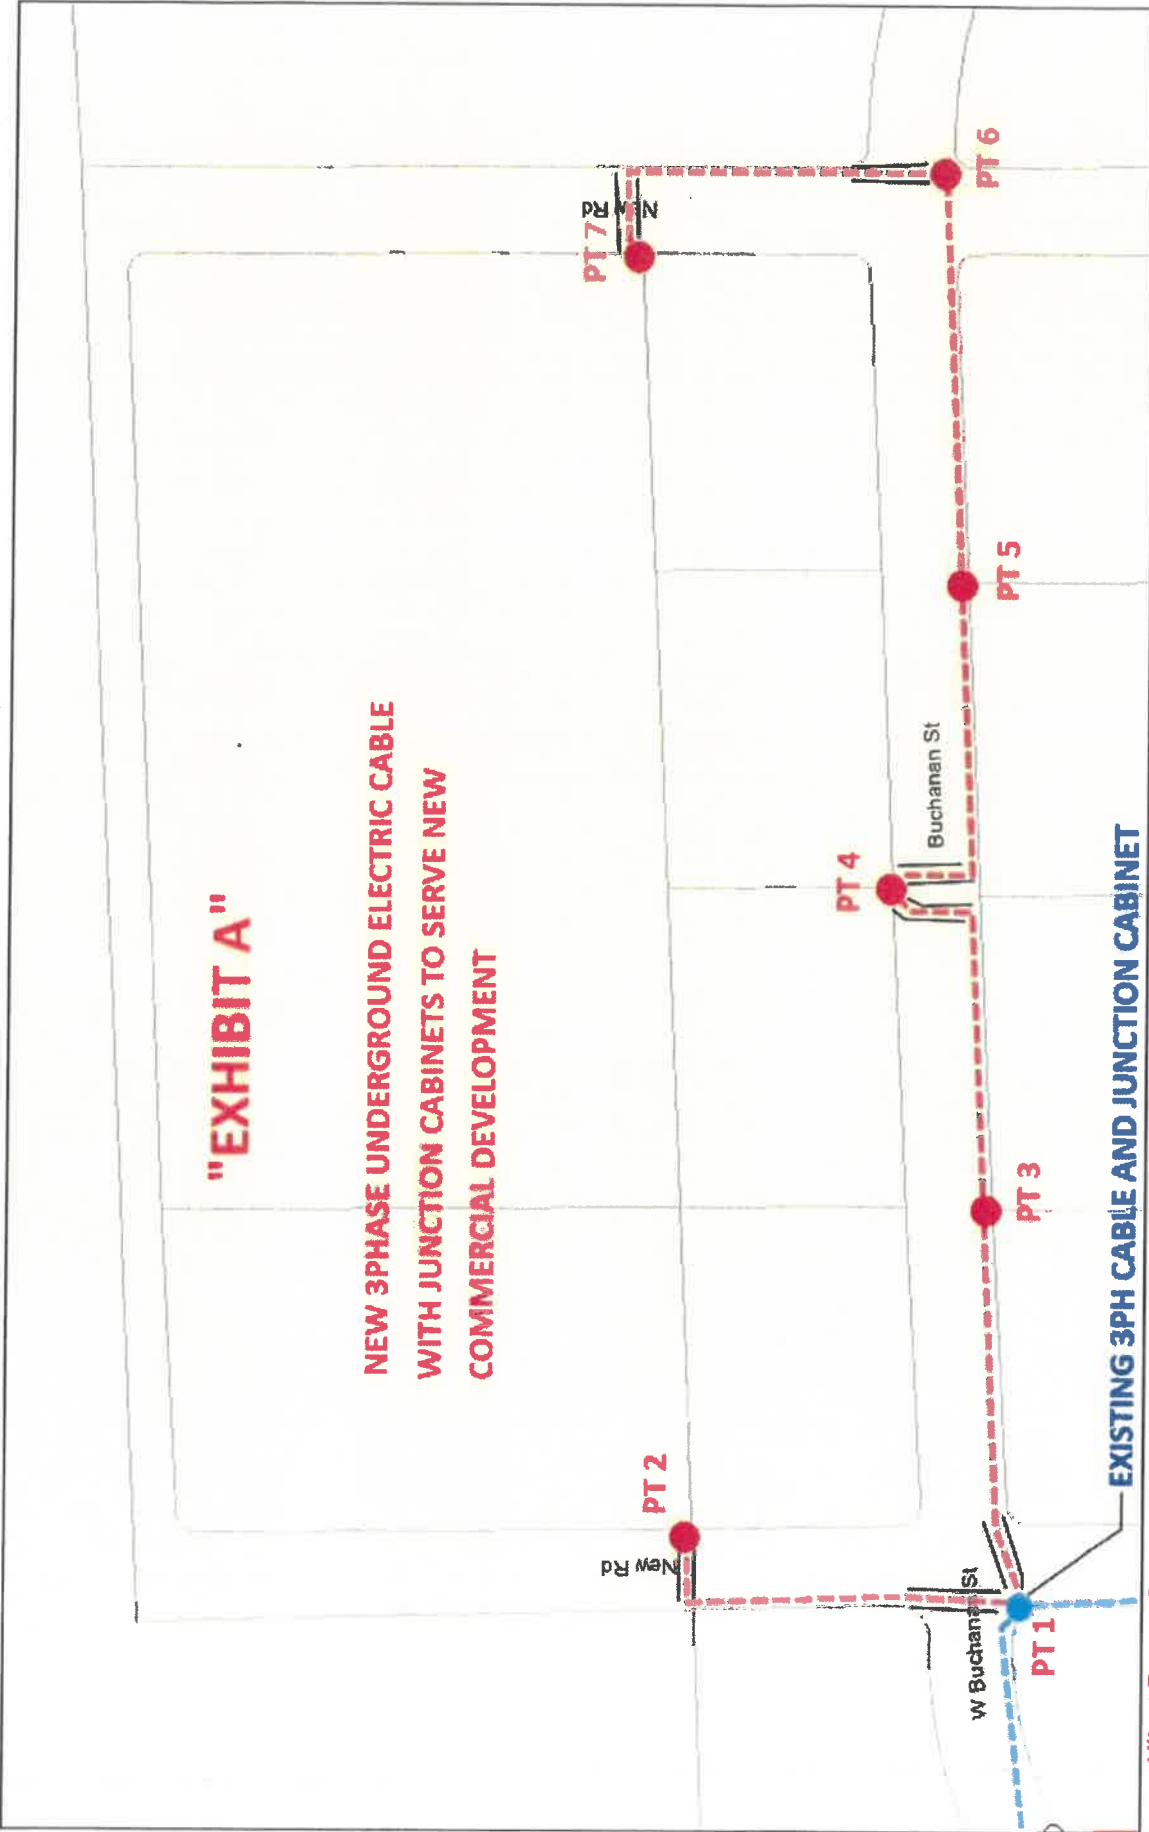 "EXHIBIT A"
NEW 3PHASE UNDERGROUND ELECTRIC CABLE
WITH JUNCTION CABINETS TO SERVE NEW
COMMERCIAL DEVELOPMENT
PT 2
New Rd
PT 7
New Rd
PT 4
Buchanan St
W Buchanan St
PT 1
PT 3
PT 5
PT 6
EXISTING 3PH CABLE AND JUNCTION CABINET